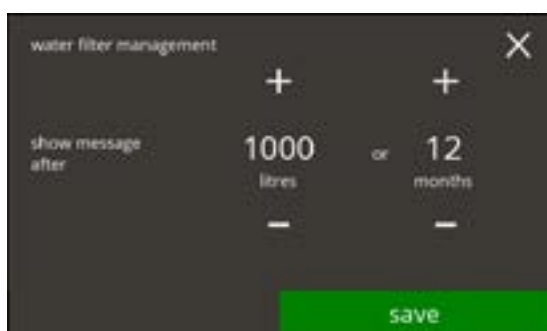 water filter management
+ +
show message
after
1000 or 12
litres months
− −
save